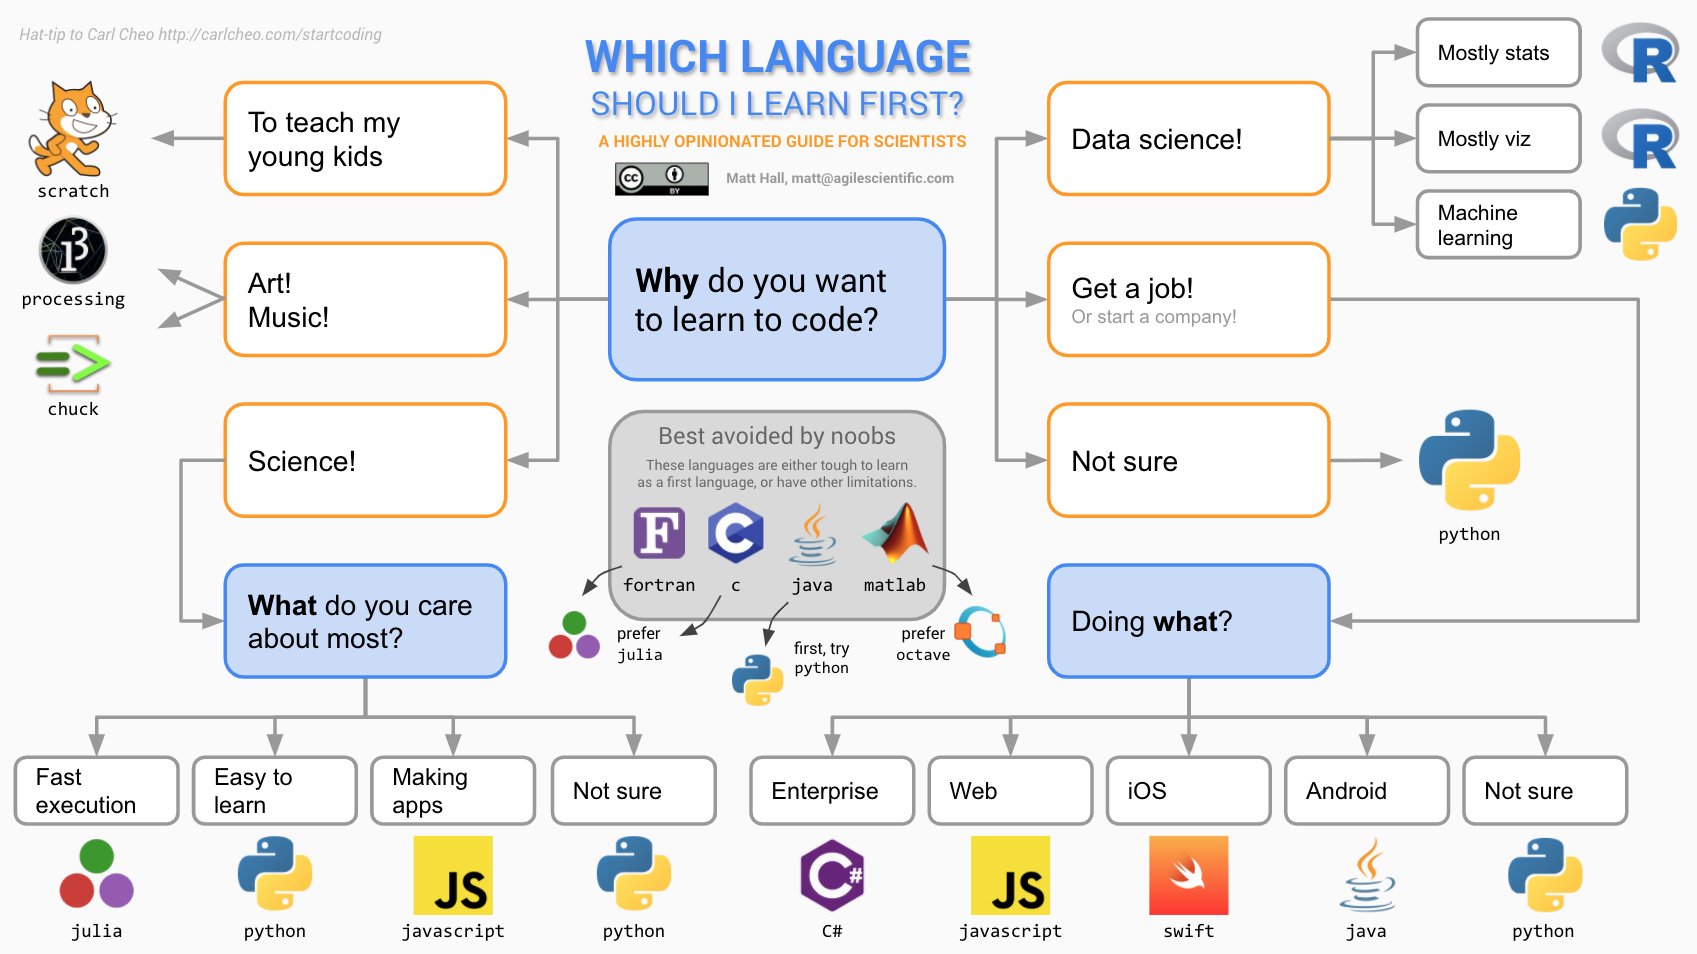 Hat-tip to Carl Cheo http://carlcheo.com/startcoding
WHICH LANGUAGE
SHOULD I LEARN FIRST?
A HIGHLY OPINIONATED GUIDE FOR SCIENTISTS
cc
BY
Matt Hall, matt@agilescientific.com
Why do you want
to learn to code?
To teach my
young kids
scratch
Art!
Music!
processing
=>
chuck
Science!
What do you care
about most?
Fast
execution
julia
Easy to
learn
python
Making
apps
JS
javascript
Not sure
python
Data science!
Mostly stats
R
Mostly viz
R
Machine
learning
Get a job!
Or start a company!
Not sure
python
Doing what?
Enterprise
C#
C#
Web
JS
javascript
iOS
swift
Android
java
Not sure
python
Best avoided by noobs
These languages are either tough to learn
as a first language, or have other limitations.
F
C
fortran
c
java
matlab
prefer
julia
first, try
python
prefer
octave